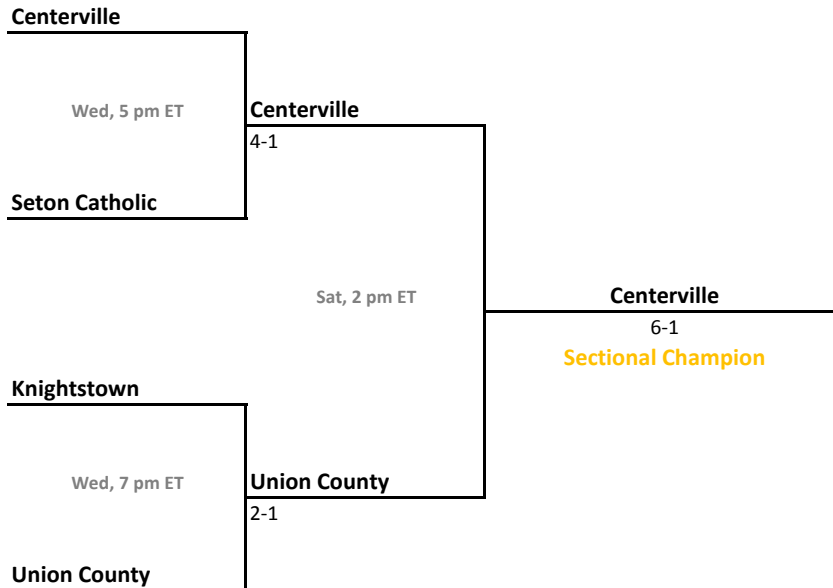 Centerville
Wed, 5 pm ET
Centerville
4-1
Seton Catholic
Sat, 2 pm ET
Centerville
6-1
Sectional Champion
Knightstown
Wed, 7 pm ET
Union County
2-1
Union County